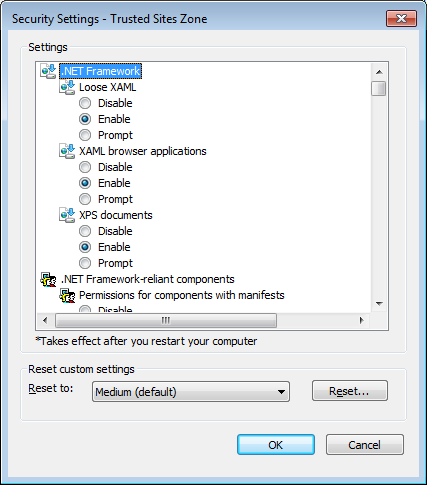 Security Settings - Trusted Sites Zone
Settings
.NET Framework
Loose XAML
Disable
Enable
Prompt
XAML browser applications
Disable
Enable
Prompt
XPS documents
Disable
Enable
Prompt
.NET Framework-reliant components
Permissions for components with manifests
Disable
*Takes effect after you restart your computer
Reset custom settings
Reset to: Medium (default) Reset...
OK Cancel